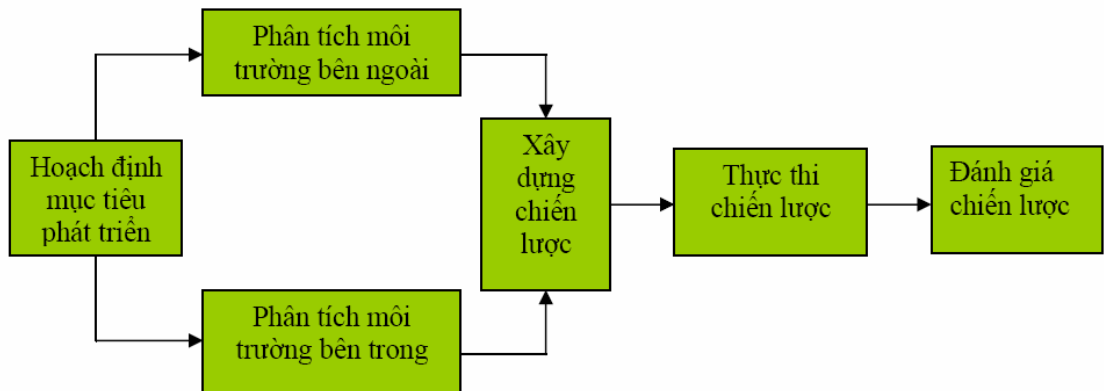 Phân tích môi
trường bên ngoài
Hoạch định
mục tiêu
phát triển
Phân tích môi
trường bên trong
Xây
dựng
chiến
lược
Thực thi
chiến lược
Đánh giá
chiến lược